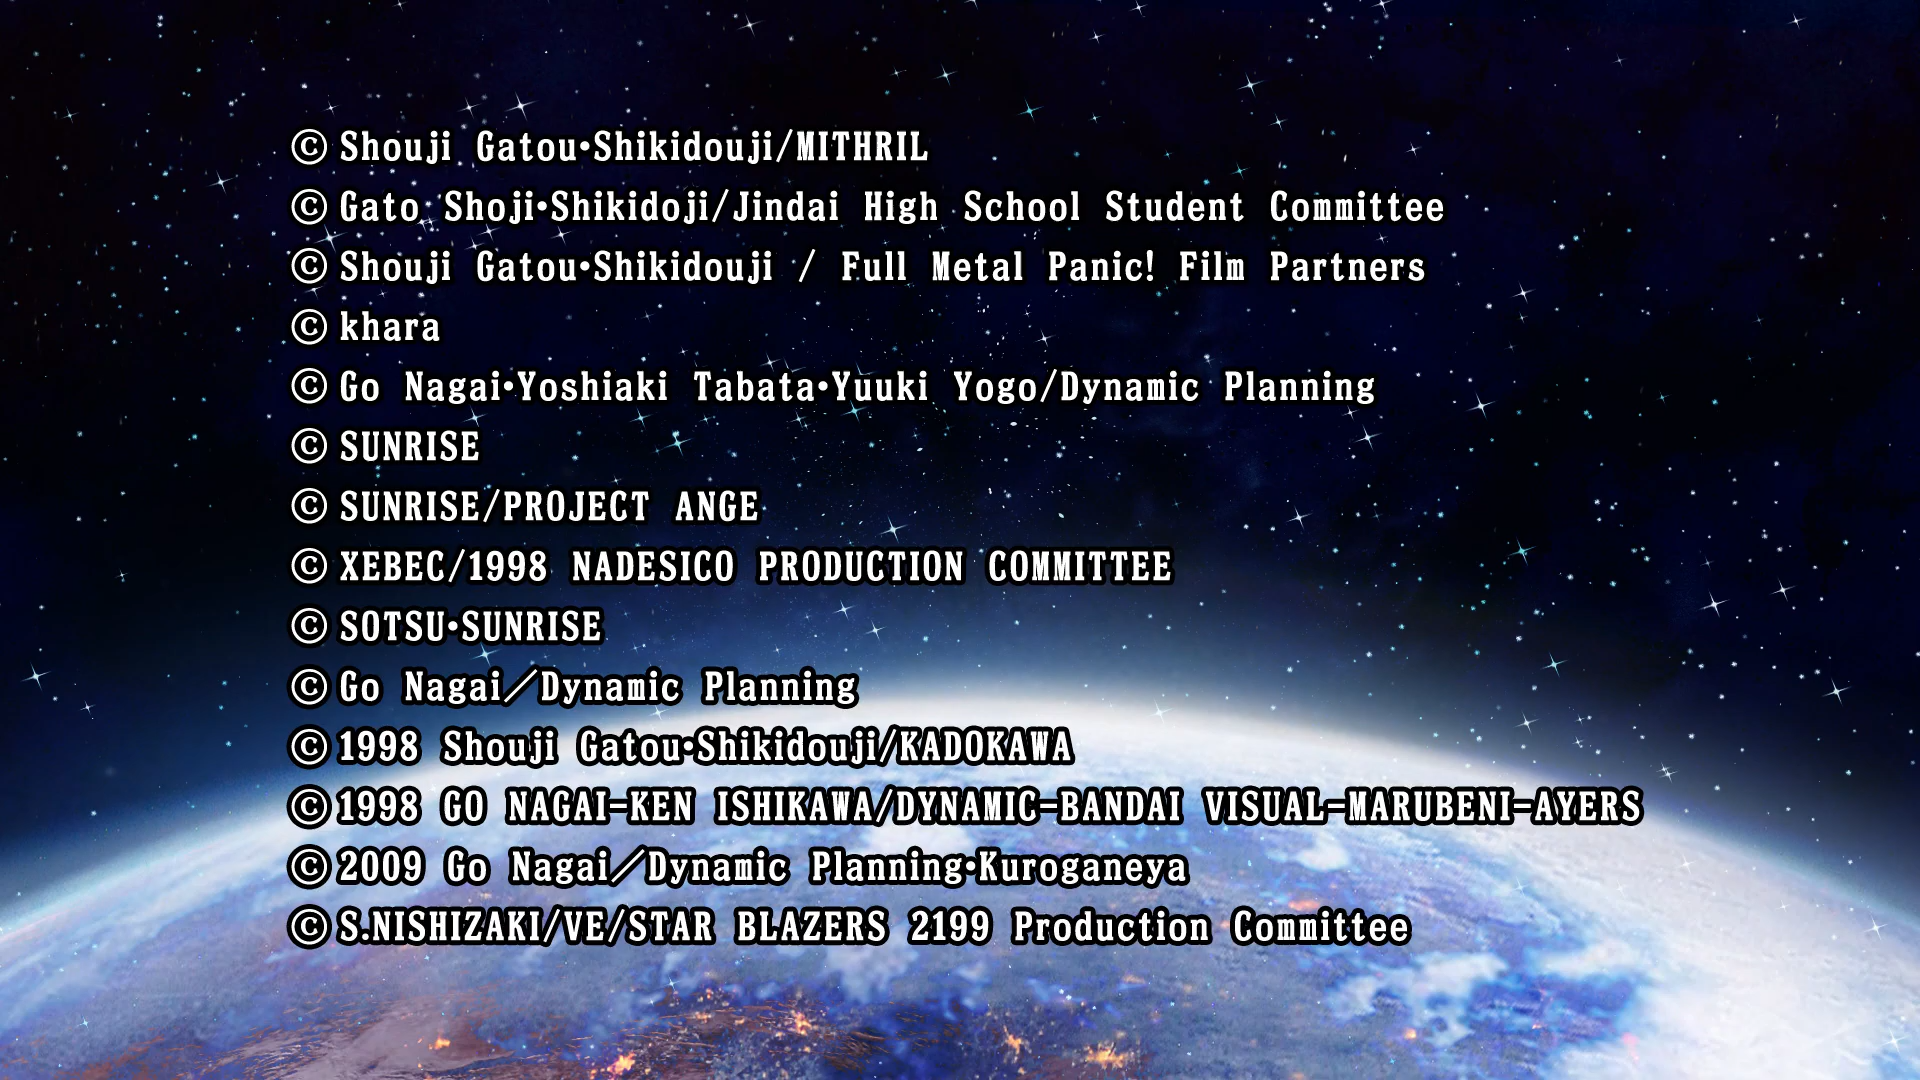 ©Shouji Gatou•Shikidouji/MITHRIL
©Gato Shoji•Shikidoji/Jindai High School Student Committee
©Shouji Gatou•Shikidouji / Full Metal Panic! Film Partners
©khara
©Go Nagai•Yoshiaki Tabata•Yuuki Yogo/Dynamic Planning
©SUNRISE
©SUNRISE/PROJECT ANGE
©XEBEC/1998 NADESICO PRODUCTION COMMITTEE
©SOTSU•SUNRISE
©Go Nagai／Dynamic Planning
©1998 Shouji Gatou•Shikidouji/KADOKAWA
©1998 GO NAGAI-KEN ISHIKAWA/DYNAMIC-BANDAI VISUAL-MARUBENI-AYERS
©2009 Go Nagai／Dynamic Planning•Kuroganeya
©S.NISHIZAKI/VE/STAR BLAZERS 2199 Production Committee